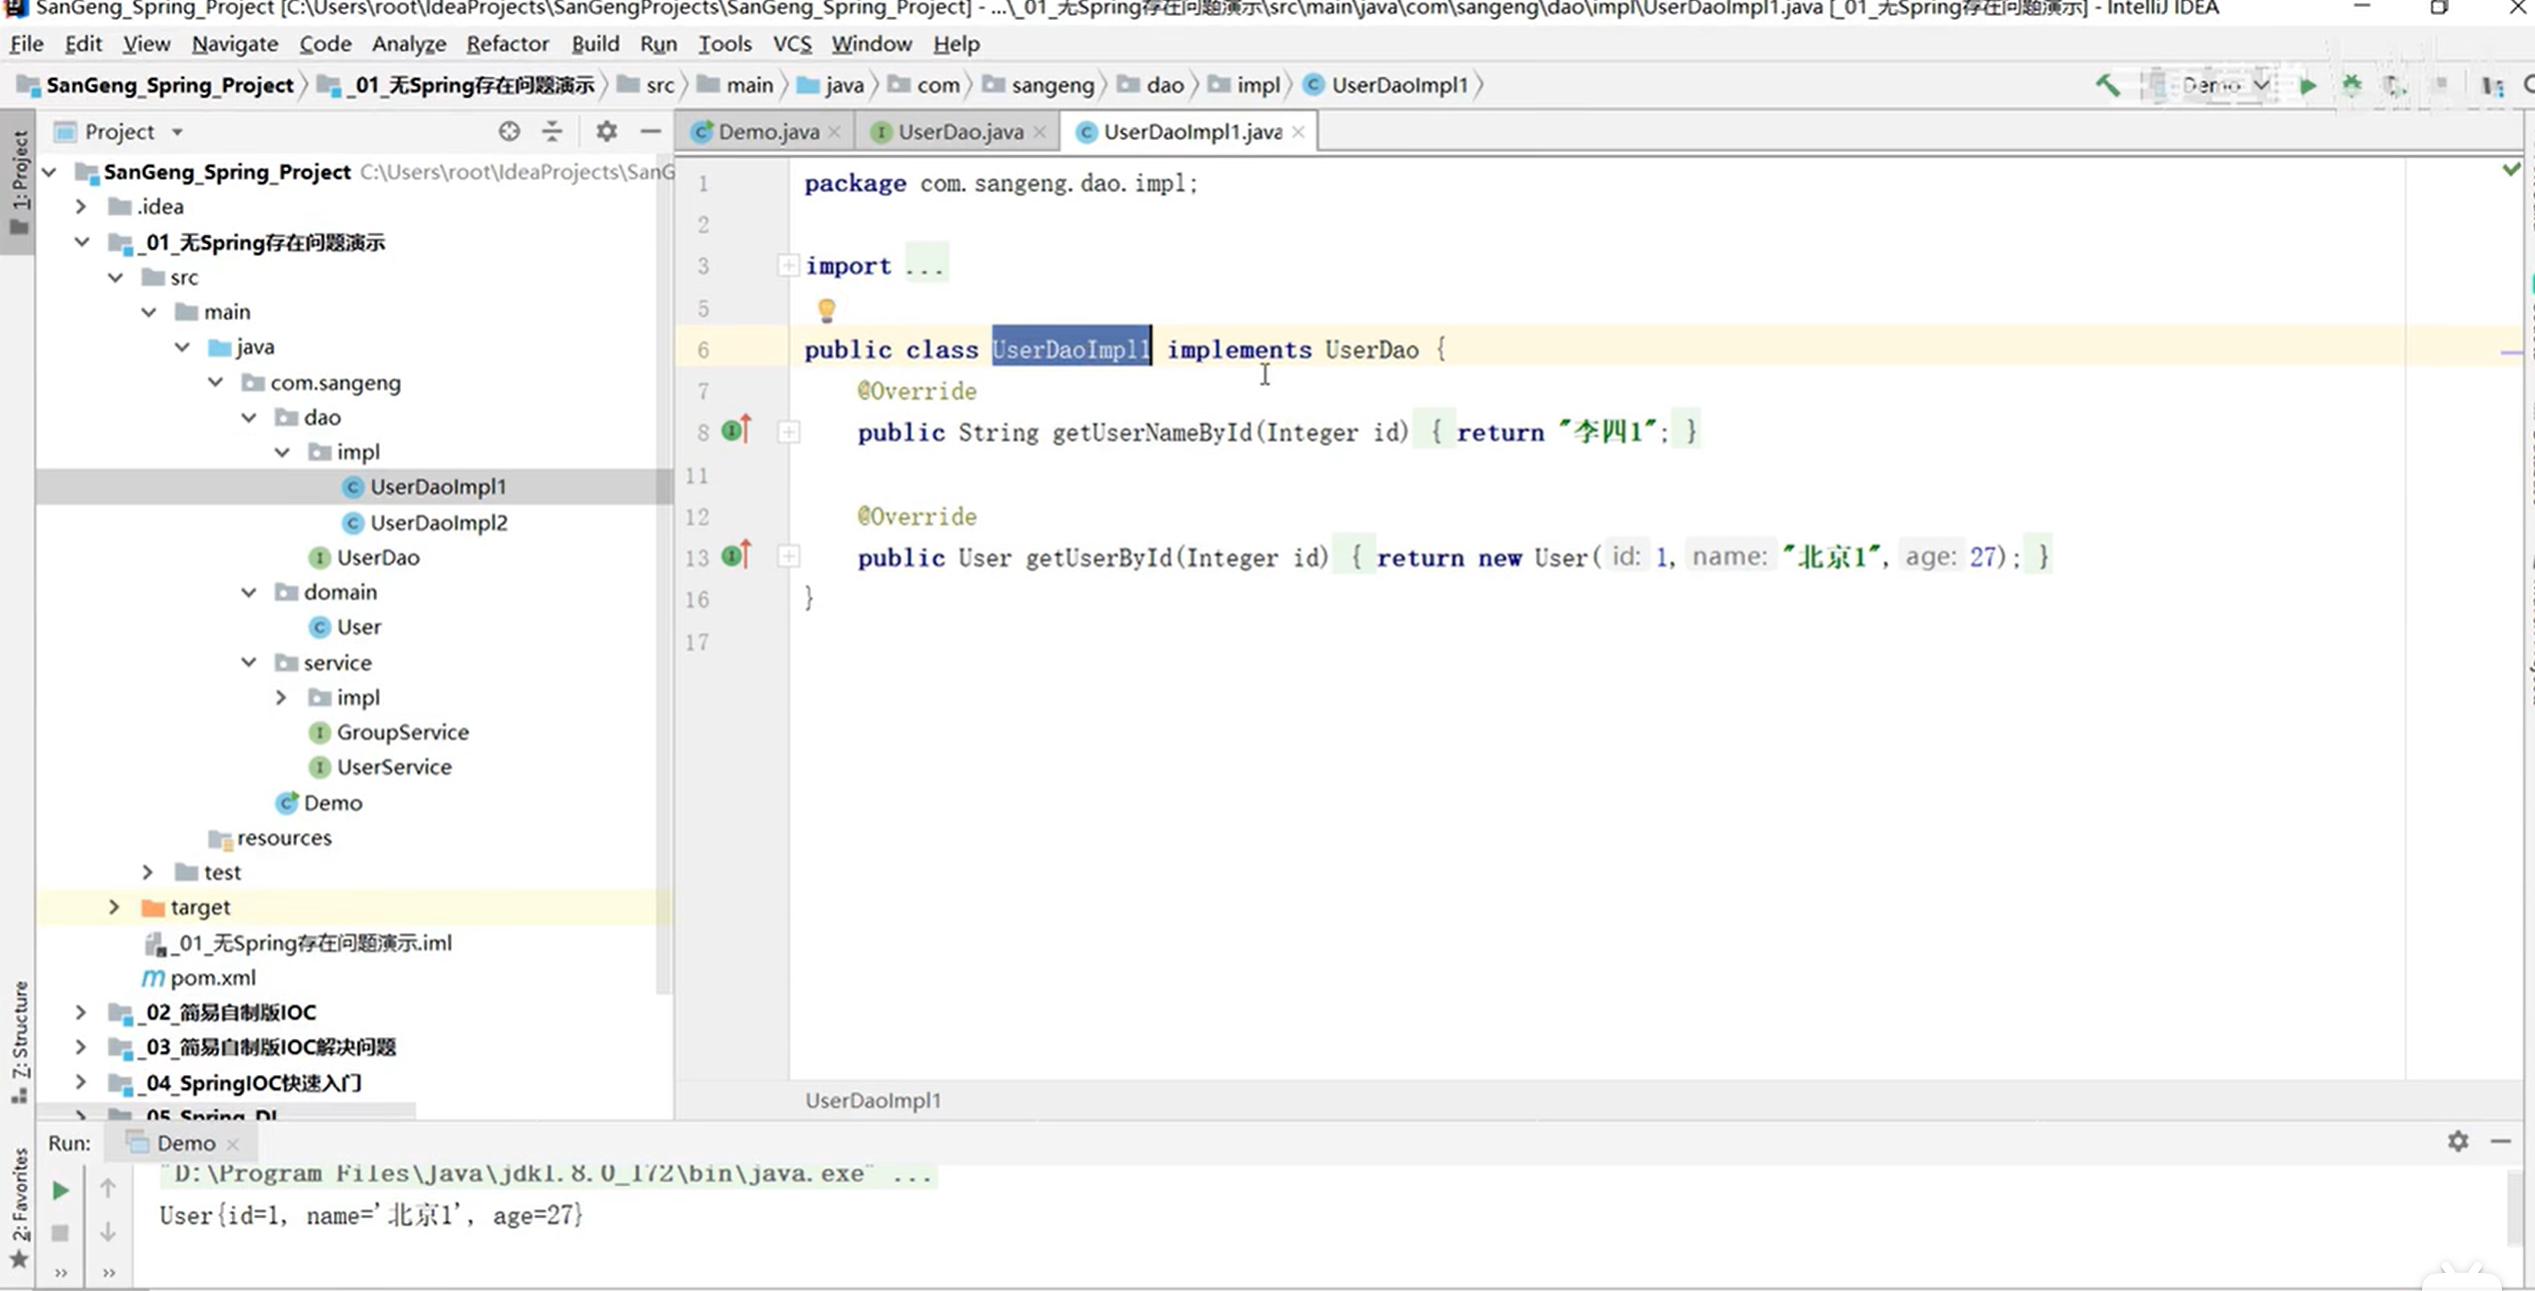 SanGeng_Spring_Project [C:\Users\root\IdeaProjects\SanGengProjects\SanGeng_Spring_Project] - ...\_01_无Spring存在问题演示\src\main\java\com\sangeng\dao\impl\UserDaoImpl1.java [_01_无Spring存在问题演示] - IntelliJ IDEA
File Edit View Navigate Code Analyze Refactor Build Run Tools VCS Window Help
SanGeng_Spring_Project _01_无Spring存在问题演示 src main java com sangeng dao impl UserDaoImpl1 Demo
1: Project
Project
Demo.java UserDao.java UserDaoImpl1.java
SanGeng_Spring_Project C:\Users\root\IdeaProjects\SanG
.idea
_01_无Spring存在问题演示
src
main
java
com.sangeng
dao
impl
UserDaoImpl1
UserDaoImpl2
UserDao
domain
User
service
impl
GroupService
UserService
Demo
resources
test
target
_01_无Spring存在问题演示.iml
pom.xml
_02_简易自制版IOC
_03_简易自制版IOC解决问题
_04_SpringIOC快速入门
05 Spring DI
7: Structure
2: Favorites
1 package com.sangeng.dao.impl;
2
3 import ...
5
6 public class UserDaoImpl1 implements UserDao {
7 @Override
8 public String getUserNameById(Integer id) { return "李四1"; }
11
12 @Override
13 public User getUserById(Integer id) { return new User( id: 1, name: "北京1", age: 27); }
16 }
17
UserDaoImpl1
Run: Demo
"D:\Program Files\Java\jdk1.8.0_172\bin\java.exe" ...
User{id=1, name='北京1', age=27}